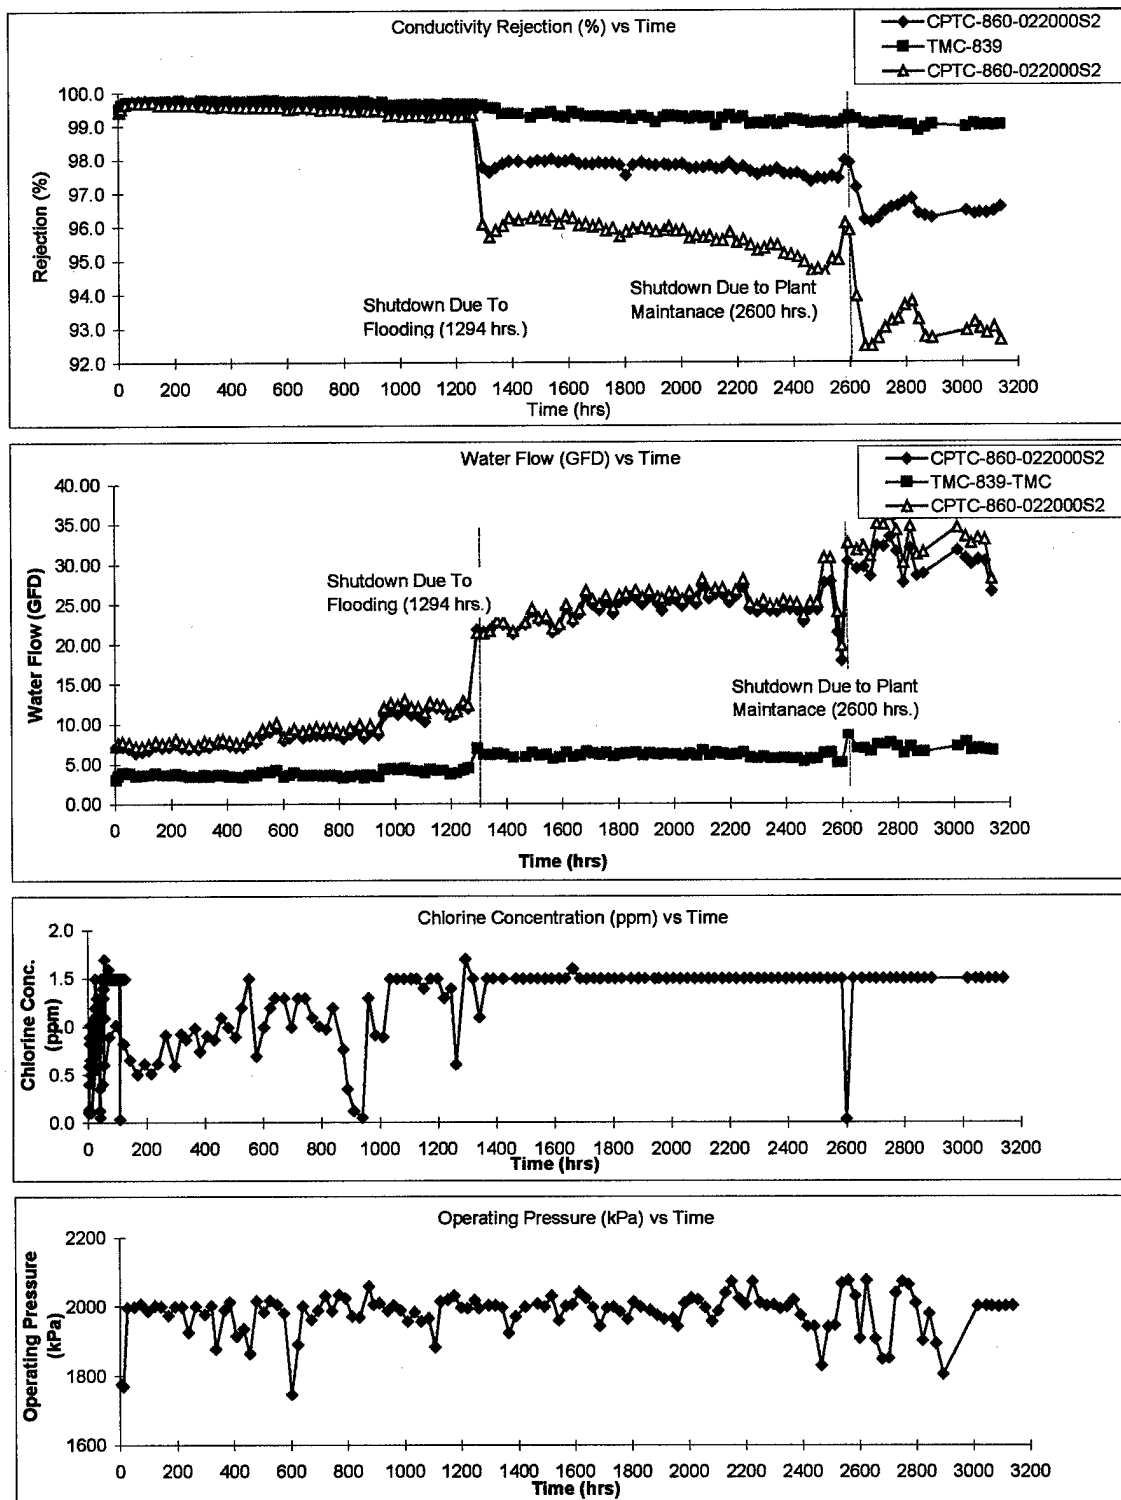 Conductivity Rejection (%) vs Time
CPTC-860-022000S2
TMC-839
CPTC-860-022000S2
Rejection (%)
100.0
99.0
98.0
97.0
96.0
95.0
94.0
93.0
92.0
Shutdown Due To
Flooding (1294 hrs.)
Shutdown Due to Plant
Maintanace (2600 hrs.)
0 200 400 600 800 1000 1200 1400 1600 1800 2000 2200 2400 2600 2800 3000 3200
Time (hrs)
Water Flow (GFD) vs Time
CPTC-860-022000S2
TMC-839-TMC
CPTC-860-022000S2
Water Flow (GFD)
40.00
35.00
30.00
25.00
20.00
15.00
10.00
5.00
0.00
Shutdown Due To
Flooding (1294 hrs.)
Shutdown Due to Plant
Maintanace (2600 hrs.)
0 200 400 600 800 1000 1200 1400 1600 1800 2000 2200 2400 2600 2800 3000 3200
Time (hrs)
Chlorine Concentration (ppm) vs Time
Chlorine Conc.
(ppm)
2.0
1.5
1.0
0.5
0.0
0 200 400 600 800 1000 1200 1400 1600 1800 2000 2200 2400 2600 2800 3000 3200
Time (hrs)
Operating Pressure (kPa) vs Time
Operating Pressure
(kPa)
2200
2000
1800
1600
0 200 400 600 800 1000 1200 1400 1600 1800 2000 2200 2400 2600 2800 3000 3200
Time (hrs)